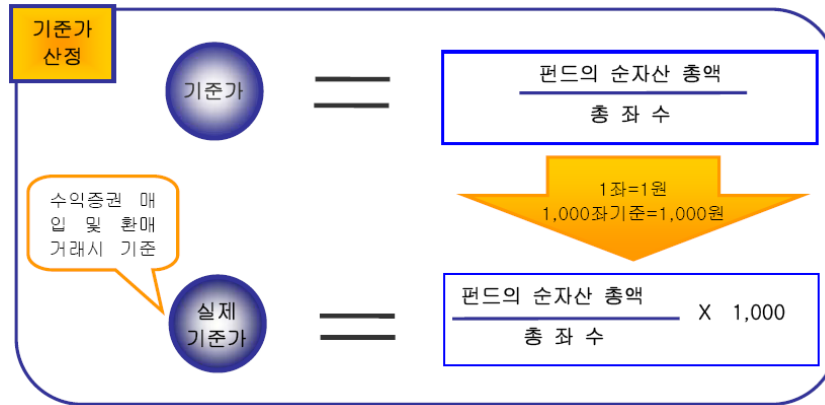 기준가
산정
기준가
펀드의 순자산 총액
총 좌 수
1좌=1원
1,000좌기준=1,000원
수익증권 매
입 및 환매
거래시 기준
실제
기준가
펀드의 순자산 총액
X 1,000
총 좌 수